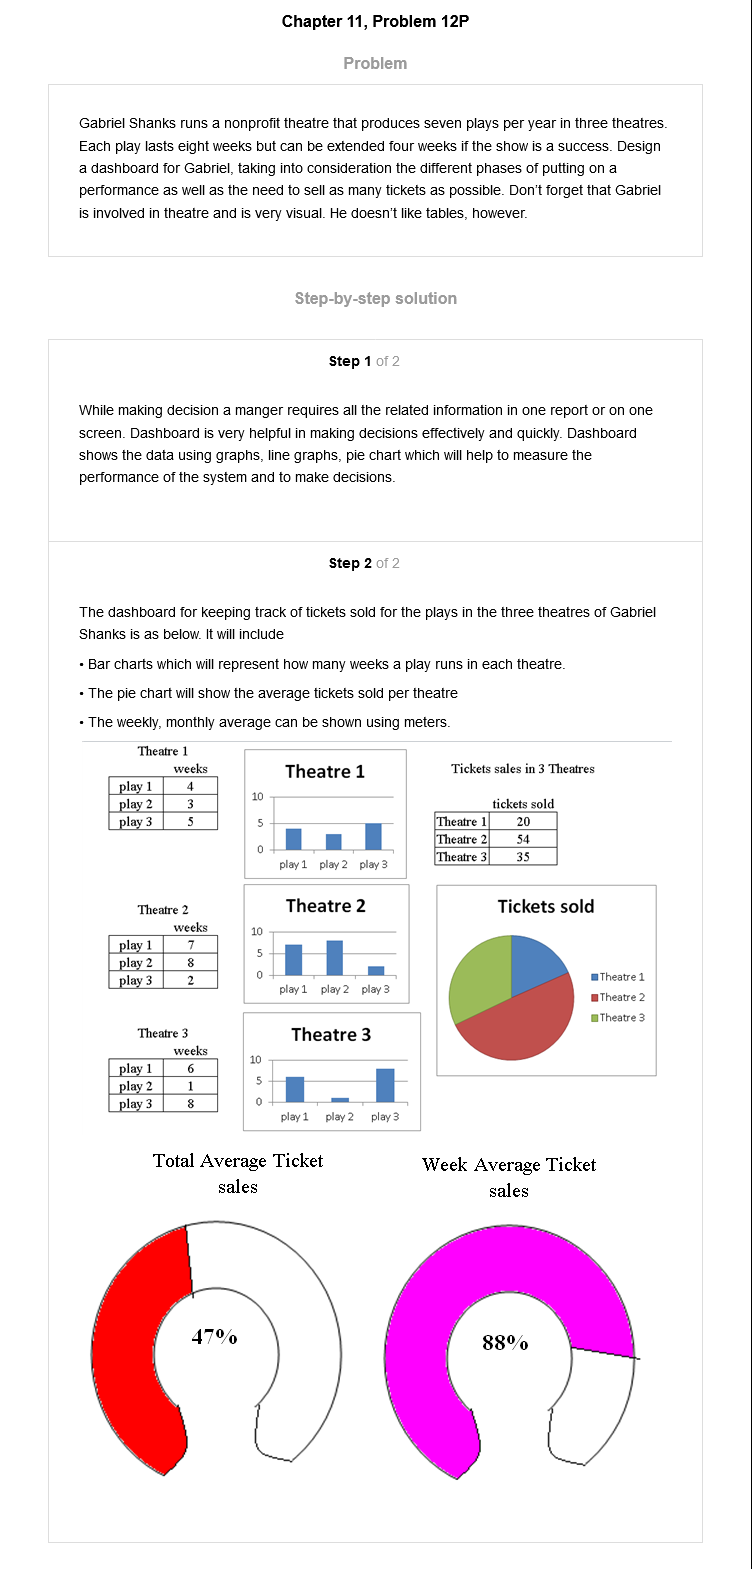 Chapter 11, Problem 12P
Problem
Gabriel Shanks runs a nonprofit theatre that produces seven plays per year in three theatres.
Each play lasts eight weeks but can be extended four weeks if the show is a success. Design
a dashboard for Gabriel, taking into consideration the different phases of putting on a
performance as well as the need to sell as many tickets as possible. Don't forget that Gabriel
is involved in theatre and is very visual. He doesn't like tables, however.
Step-by-step solution
Step 1 of 2
While making decision a manger requires all the related information in one report or on one
screen. Dashboard is very helpful in making decisions effectively and quickly. Dashboard
shows the data using graphs, line graphs, pie chart which will help to measure the
performance of the system and to make decisions.
Step 2 of 2
The dashboard for keeping track of tickets sold for the plays in the three theatres of Gabriel
Shanks is as below. It will include
• Bar charts which will represent how many weeks a play runs in each theatre.
• The pie chart will show the average tickets sold per theatre
• The weekly, monthly average can be shown using meters.
Theatre 1
weeks
play 1 4
play 2 3
play 3 5
Theatre 1
10
5
0
play 1 play 2 play 3
Tickets sales in 3 Theatres
tickets sold
Theatre 1 20
Theatre 2 54
Theatre 3 35
Theatre 2
weeks
play 1 7
play 2 8
play 3 2
Theatre 2
10
5
0
play 1 play 2 play 3
Tickets sold
Theatre 1
Theatre 2
Theatre 3
Theatre 3
weeks
play 1 6
play 2 1
play 3 8
Theatre 3
10
5
0
play 1 play 2 play 3
Total Average Ticket
sales
47%
Week Average Ticket
sales
88%